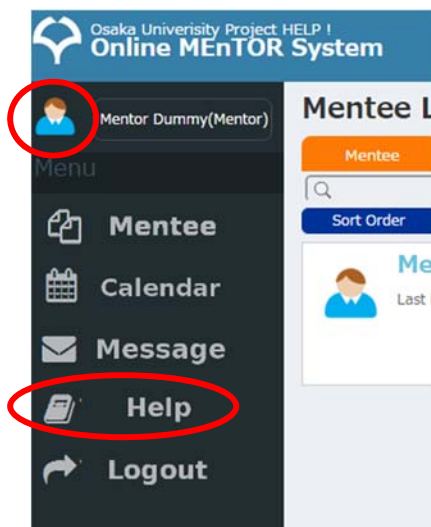 Osaka Univerisity Project HELP !
Online MEnTOR System
Mentor Dummy(Mentor)
Menu
Mentee
Calendar
Message
Help
Logout
Mentee L
Mentee
Sort Order
Me
Last